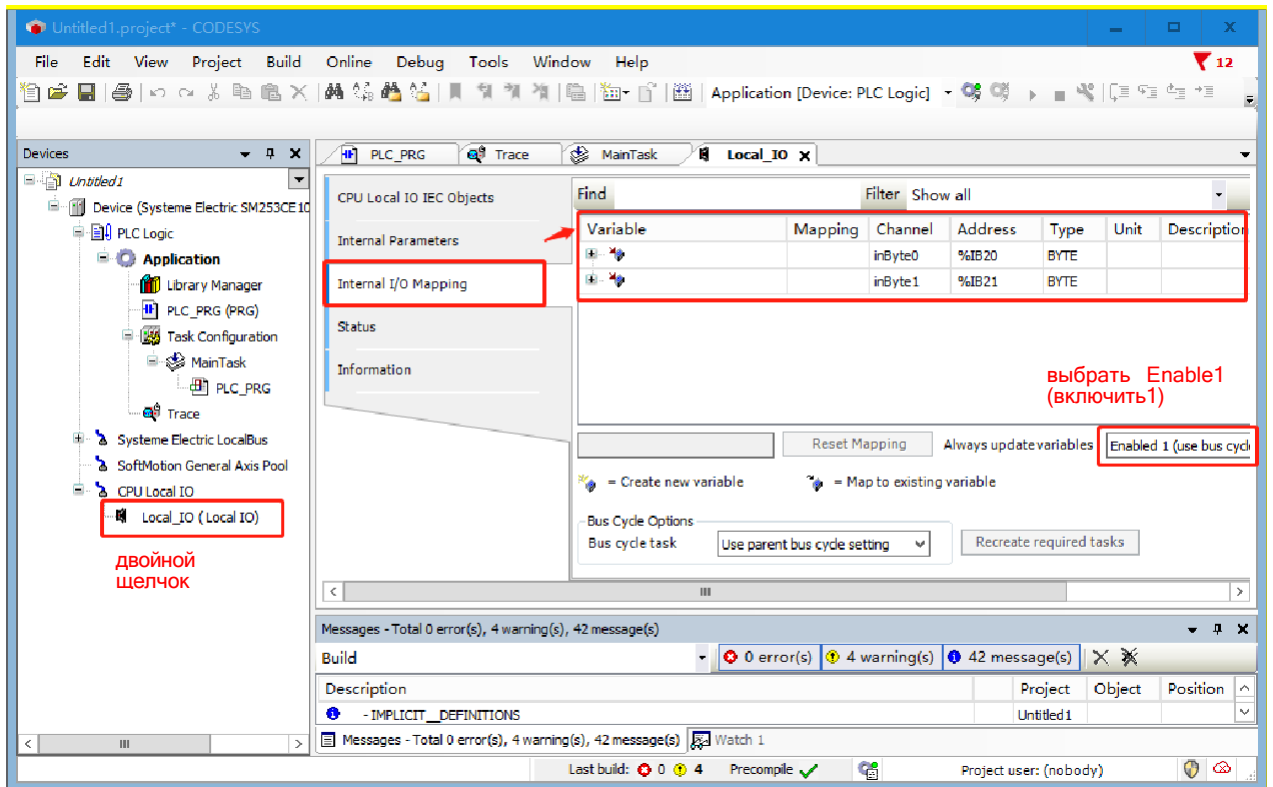 Untitled1.project* - CODESYS
File Edit View Project Build Online Debug Tools Window Help 12
Application [Device: PLC Logic]
Devices
PLC_PRG Trace MainTask Local_IO
Untitled1
Device (Systeme Electric SM253CE10
PLC Logic
Application
Library Manager
PLC_PRG (PRG)
Task Configuration
MainTask
PLC_PRG
Trace
Systeme Electric LocalBus
SoftMotion General Axis Pool
CPU Local IO
Local_IO ( Local IO)
двойной
щелчок
CPU Local IO IEC Objects
Internal Parameters
Internal I/O Mapping
Status
Information
Find Filter Show all
Variable Mapping Channel Address Type Unit Description
inByte0 %IB20 BYTE
inByte1 %IB21 BYTE
выбрать Enable1
(включить1)
Reset Mapping Always update variables Enabled 1 (use bus cycl
= Create new variable = Map to existing variable
Bus Cycle Options
Bus cycle task Use parent bus cycle setting Recreate required tasks
Messages - Total 0 error(s), 4 warning(s), 42 message(s)
Build 0 error(s) 4 warning(s) 42 message(s)
Description Project Object Position
- IMPLICIT__DEFINITIONS Untitled1
Messages - Total 0 error(s), 4 warning(s), 42 message(s) Watch 1
Last build: 0 4 Precompile Project user: (nobody)